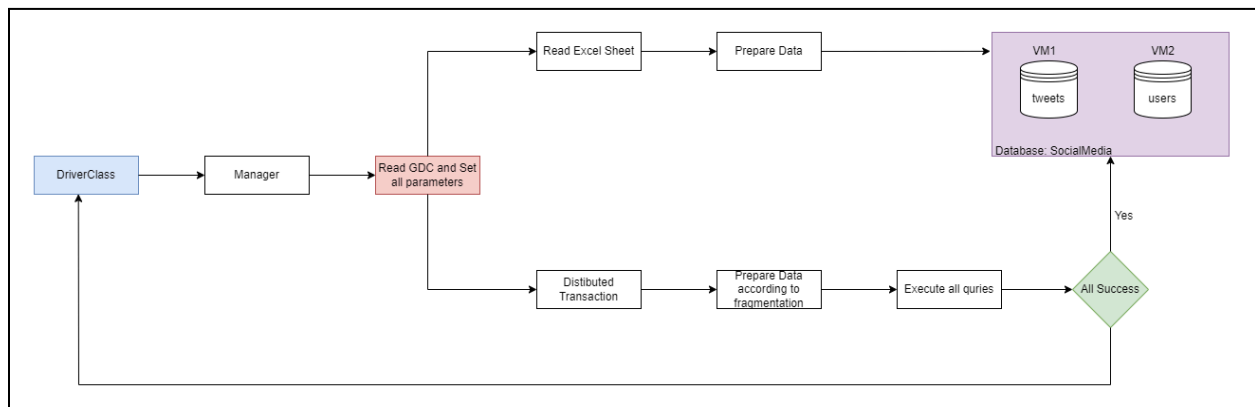 Read Excel Sheet
Prepare Data
VM1
VM2
tweets
users
Database: SocialMedia
DriverClass
Manager
Read GDC and Set
all parameters
Yes
Distibuted
Transaction
Prepare Data
according to
fragmentation
Execute all quries
All Success